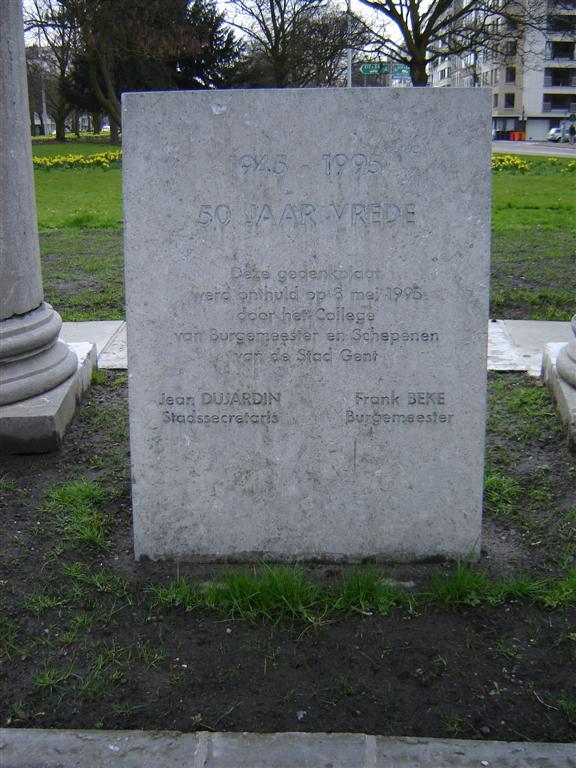 1945 - 1995
50 JAAR VREDE
Deze gedenkplaat
werd onthuld op 8 mei 1995
door het College
van Burgemeester en Schepenen
van de Stad Gent
Jean DUJARDIN Frank BEKE
Stadssecretaris Burgemeester